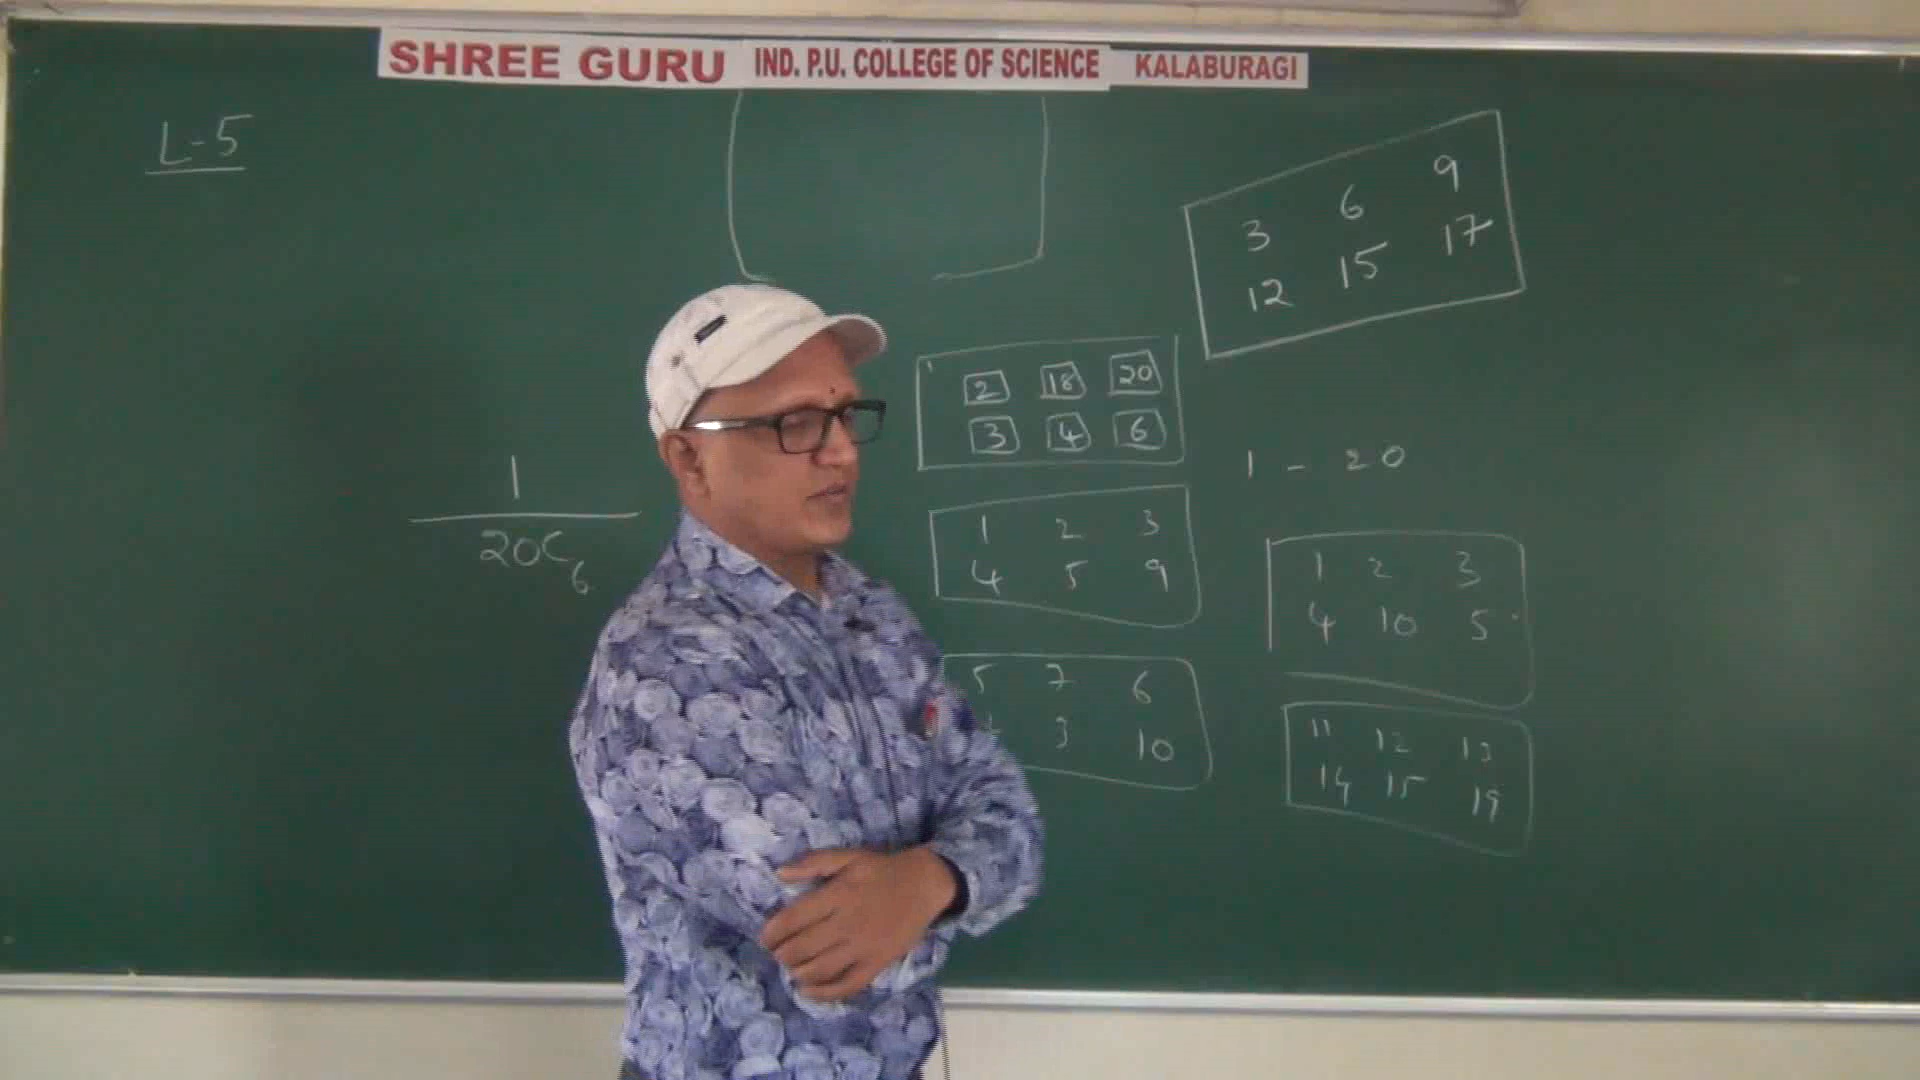 SHREE GURU IND. P.U. COLLEGE OF SCIENCE KALABURAGI
L-5
3 6 9
12 15 17
2 18 20
3 4 6
1 - 20
1
20C6
1 2 3
4 5 9
1 2 3
4 10 5
5 7 6
3 10
11 12 13
14 15 19